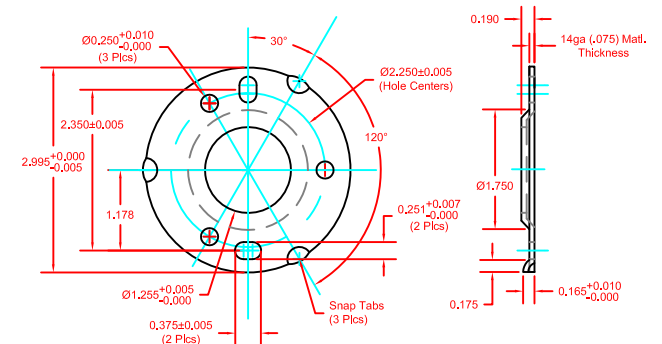 Ø0.250+0.010
-0.000
(3 Plcs)
30°
0.190
14ga (.075) Matl.
Thickness
Ø2.250±0.005
(Hole Centers)
2.350±0.005
120°
2.995+0.000
-0.005
Ø1.750
1.178
0.251+0.007
-0.000
(2 Plcs)
Ø1.255+0.005
-0.000
Snap Tabs
(3 Plcs)
0.375±0.005
(2 Plcs)
0.175
0.165+0.010
-0.000